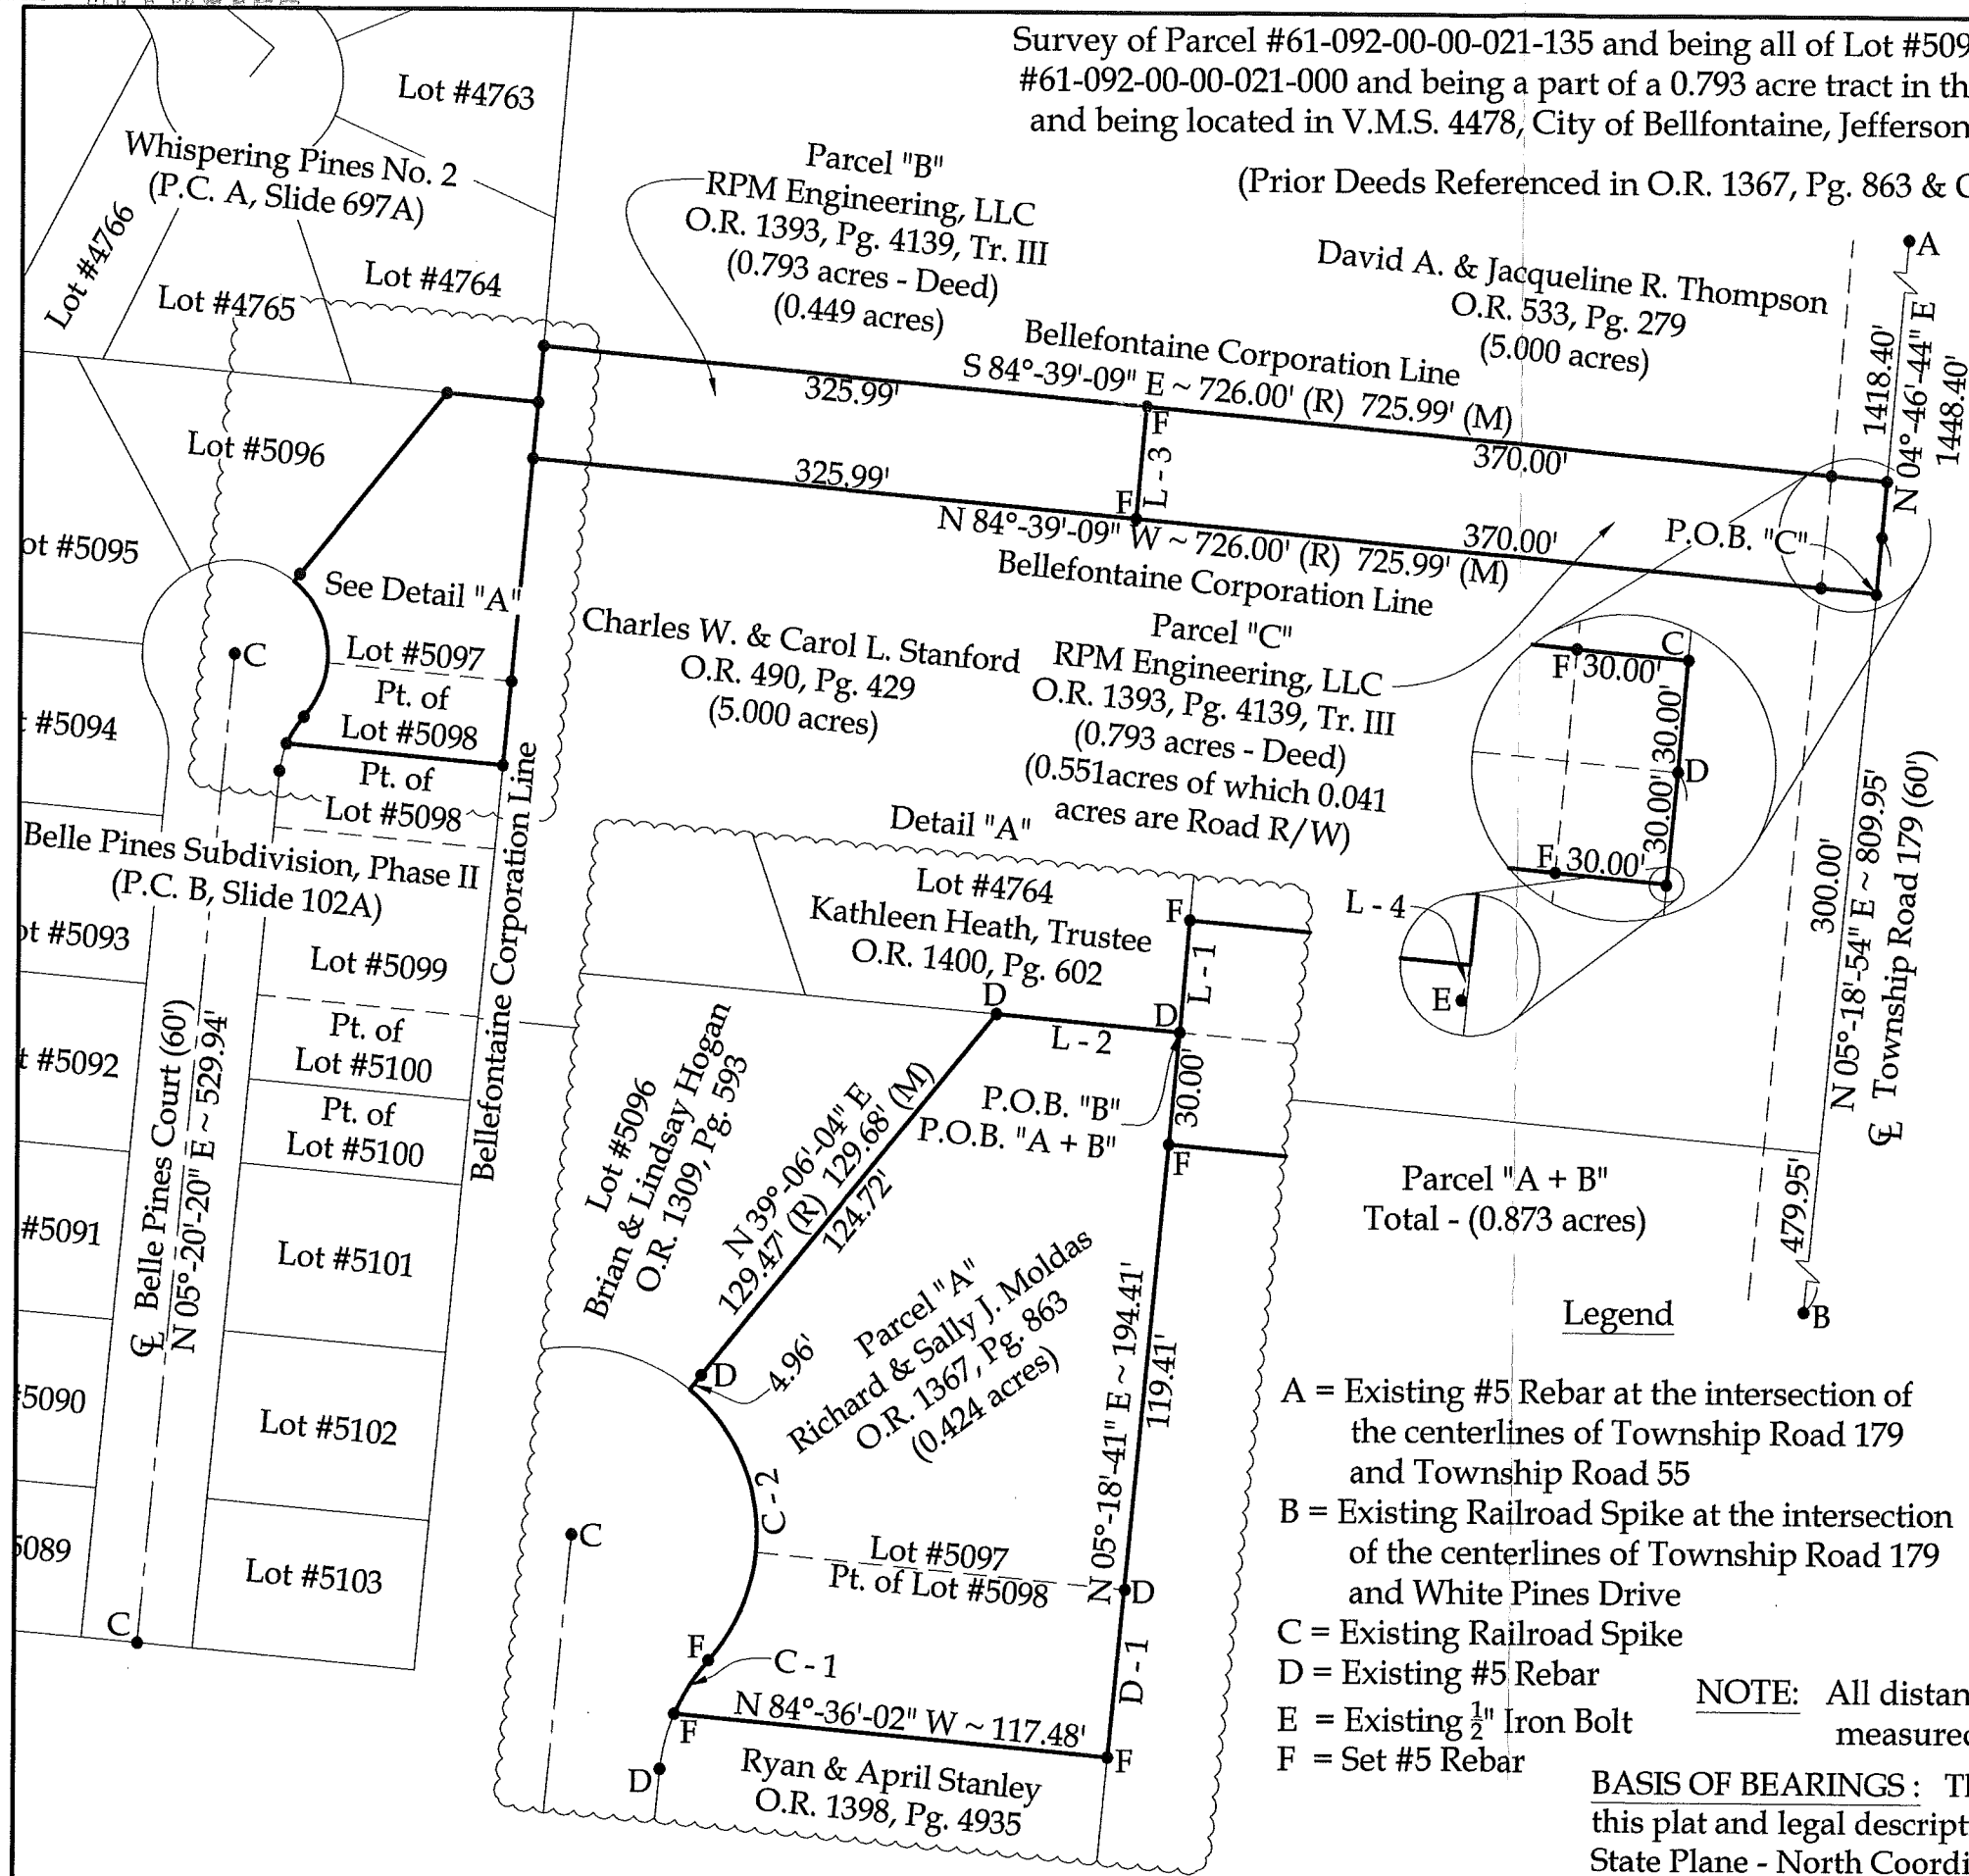 Survey of Parcel #61-092-00-00-021-135 and being all of Lot #509
#61-092-00-00-021-000 and being a part of a 0.793 acre tract in th
and being located in V.M.S. 4478, City of Bellfontaine, Jefferson
(Prior Deeds Referenced in O.R. 1367, Pg. 863 &
Lot #4763
Whispering Pines No. 2
(P.C. A, Slide 697A)
Lot #4766
Lot #4765
Lot #4764
Parcel "B"
RPM Engineering, LLC
O.R. 1393, Pg. 4139, Tr. III
(0.793 acres - Deed)
(0.449 acres)
David A. & Jacqueline R. Thompson
O.R. 533, Pg. 279
(5.000 acres)
A
1418.40'
N 04°-46'-44" E
1448.40'
Bellefontaine Corporation Line
S 84°-39'-09" E ~ 726.00' (R) 725.99' (M)
325.99'
370.00'
F
L - 3
F
325.99'
370.00'
N 84°-39'-09" W ~ 726.00' (R) 725.99' (M)
Bellefontaine Corporation Line
P.O.B. "C"
Lot #5096
ot #5095
See Detail "A"
C
Lot #5097
Pt. of
Lot #5098
Pt. of
Lot #5098
t #5094
Charles W. & Carol L. Stanford
O.R. 490, Pg. 429
(5.000 acres)
Parcel "C"
RPM Engineering, LLC
O.R. 1393, Pg. 4139, Tr. III
(0.793 acres - Deed)
(0.551acres of which 0.041
acres are Road R/W)
C
F 30.00'
30.00'
D
30.00'
F 30.00'
L - 4
E
300.00'
N 05°-18'-54" E ~ 809.95'
℄ Township Road 179 (60')
479.95'
B
Belle Pines Subdivision, Phase II
(P.C. B, Slide 102A)
Bellefontaine Corporation Line
ot #5093
t #5092
#5091
5090
5089
Lot #5099
Pt. of
Lot #5100
Pt. of
Lot #5100
Lot #5101
Lot #5102
Lot #5103
℄ Belle Pines Court (60')
N 05°-20'-20" E ~ 529.94'
C
Detail "A"
Lot #4764
Kathleen Heath, Trustee
O.R. 1400, Pg. 602
F
L - 1
D
D
L - 2
30.00'
P.O.B. "B"
P.O.B. "A + B"
F
Lot #5096
Brian & Lindsay Hogan
O.R. 1309, Pg. 593
N 39°-06'-04" E
129.47' (R) 129.68' (M)
124.72'
D
4.96'
Parcel "A"
Richard & Sally J. Moldas
O.R. 1367, Pg. 863
(0.424 acres)
N 05°-18'-41" E ~ 194.41'
119.41'
C - 2
C
Lot #5097
Pt. of Lot #5098
D
D - 1
F
C - 1
N 84°-36'-02" W ~ 117.48'
F
F
D
Ryan & April Stanley
O.R. 1398, Pg. 4935
Parcel "A + B"
Total - (0.873 acres)
Legend
A = Existing #5 Rebar at the intersection of
the centerlines of Township Road 179
and Township Road 55
B = Existing Railroad Spike at the intersection
of the centerlines of Township Road 179
and White Pines Drive
C = Existing Railroad Spike
D = Existing #5 Rebar
E = Existing ½" Iron Bolt
F = Set #5 Rebar
NOTE: All distan
measured
BASIS OF BEARINGS : Th
this plat and legal descript
State Plane - North Coordi